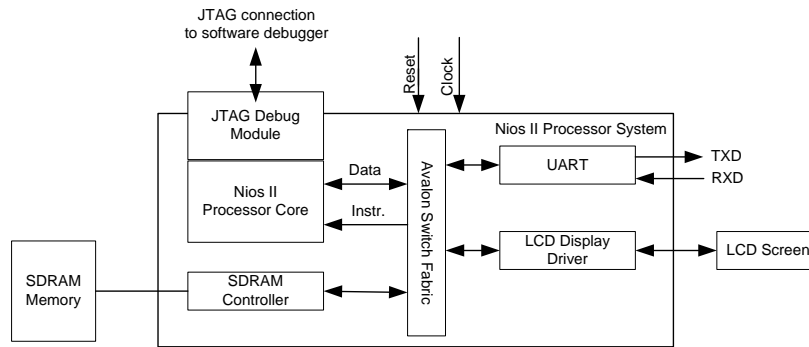 JTAG connection
to software debugger
Reset
Clock
JTAG Debug
Module
Nios II Processor System
Nios II
Processor Core
Data
Instr.
Avalon Switch
Fabric
UART
TXD
RXD
LCD Display
Driver
LCD Screen
SDRAM
Memory
SDRAM
Controller